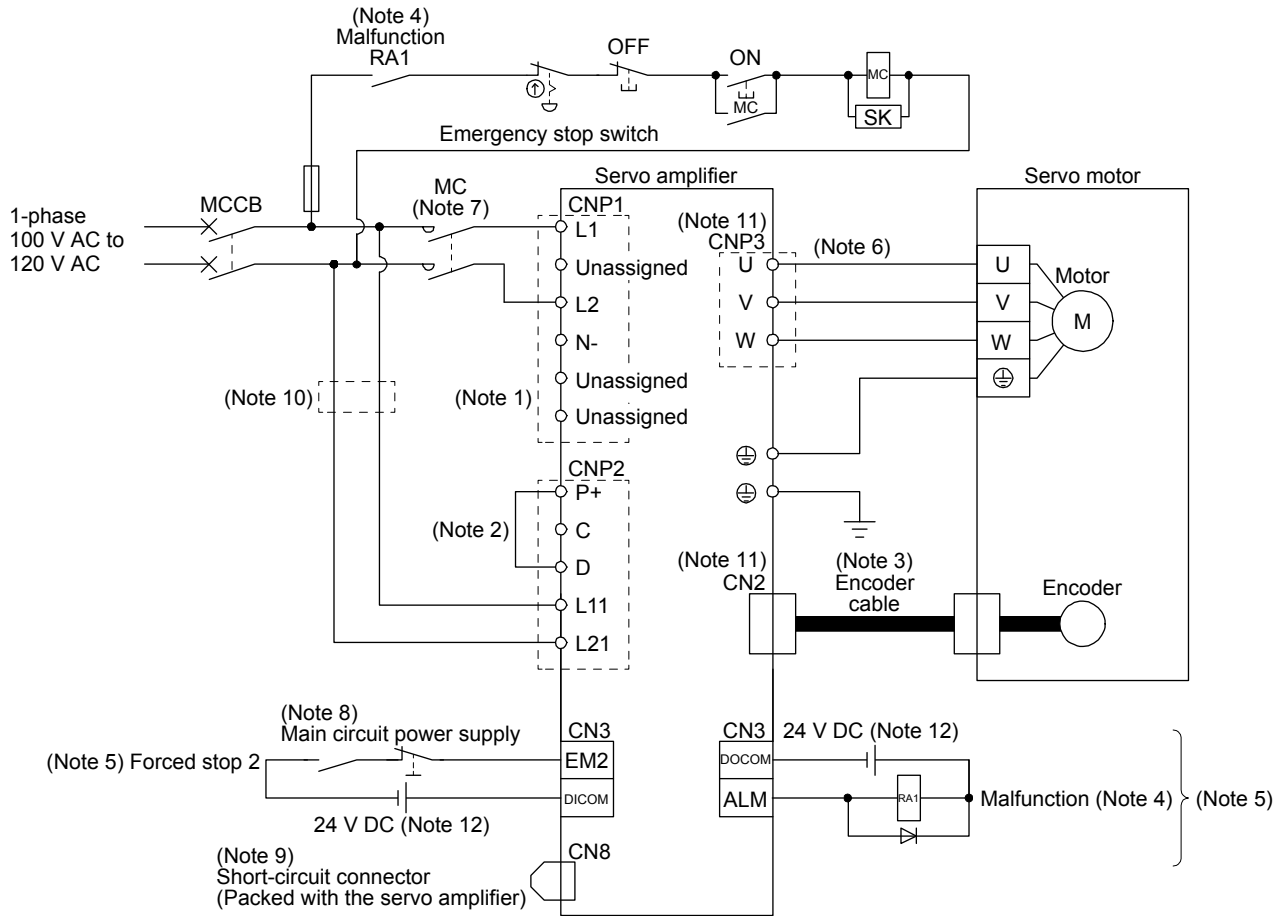 (Note 4)
Malfunction
RA1
OFF
ON
MC
MC
SK
Emergency stop switch
MCCB
MC
(Note 7)
1-phase
100 V AC to
120 V AC
Servo amplifier
CNP1
L1
Unassigned
L2
N-
Unassigned
Unassigned
(Note 1)
(Note 10)
(Note 11)
CNP3
U
V
W
(Note 6)
Servo motor
U
V
W
Motor
M
CNP2
P+
C
D
L11
L21
(Note 2)
(Note 11)
CN2
(Note 3)
Encoder
cable
Encoder
(Note 8)
Main circuit power supply
(Note 5) Forced stop 2
24 V DC (Note 12)
CN3
EM2
DICOM
CN3
DOCOM
ALM
24 V DC (Note 12)
RA1
Malfunction (Note 4)
(Note 5)
(Note 9)
Short-circuit connector
(Packed with the servo amplifier)
CN8